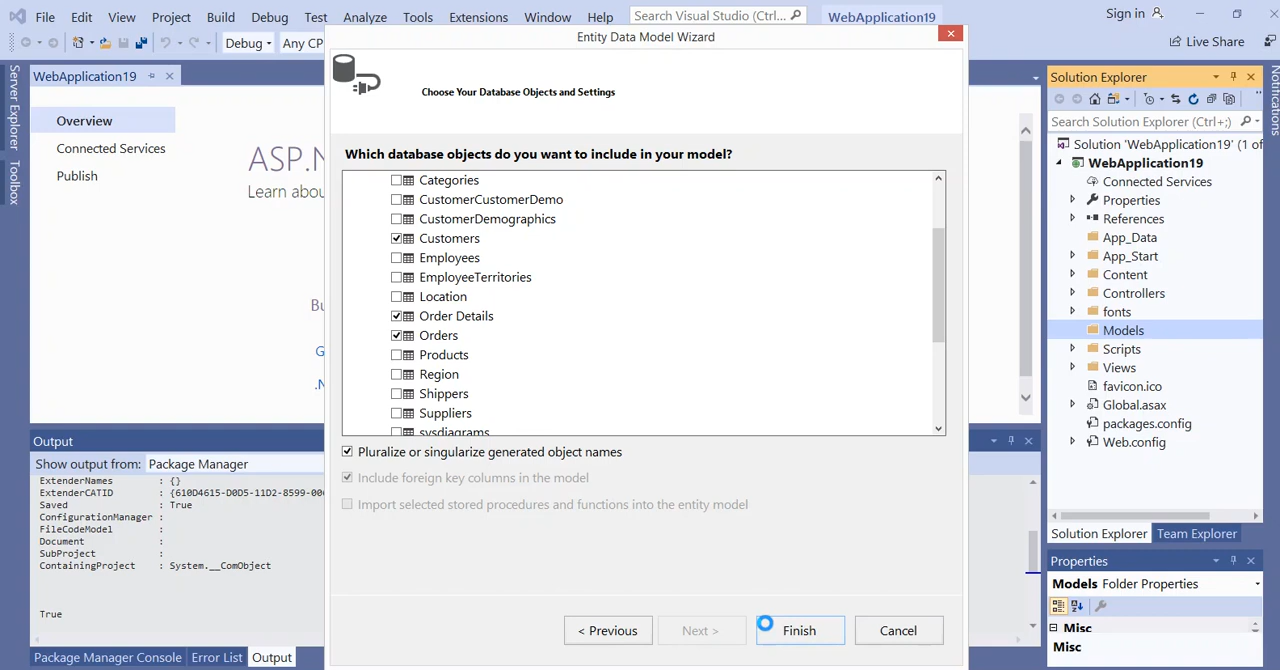 File Edit View Project Build Debug Test Analyze Tools Extensions Window Help Search Visual Studio (Ctrl... WebApplication19 Sign in
Debug Any CP
Live Share
Entity Data Model Wizard
Choose Your Database Objects and Settings
Which database objects do you want to include in your model?
Categories
CustomerCustomerDemo
CustomerDemographics
Customers
Employees
EmployeeTerritories
Location
Order Details
Orders
Products
Region
Shippers
Suppliers
sysdiagrams
Pluralize or singularize generated object names
Include foreign key columns in the model
Import selected stored procedures and functions into the entity model
< Previous Next > Finish Cancel
Server Explorer
Toolbox
WebApplication19
Overview
Connected Services
Publish
ASP.N
Learn abou
Output
Show output from: Package Manager
ExtenderNames : {}
ExtenderCATID : {610D4615-D0D5-11D2-8599-006
Saved : True
ConfigurationManager :
FileCodeModel :
Document :
SubProject :
ContainingProject : System.__ComObject
True
Package Manager Console Error List Output
Solution Explorer
Search Solution Explorer (Ctrl+;)
Solution 'WebApplication19' (1 of
WebApplication19
Connected Services
Properties
References
App_Data
App_Start
Content
Controllers
fonts
Models
Scripts
Views
favicon.ico
Global.asax
packages.config
Web.config
Solution Explorer Team Explorer
Properties
Models Folder Properties
Misc
Misc
Notifications